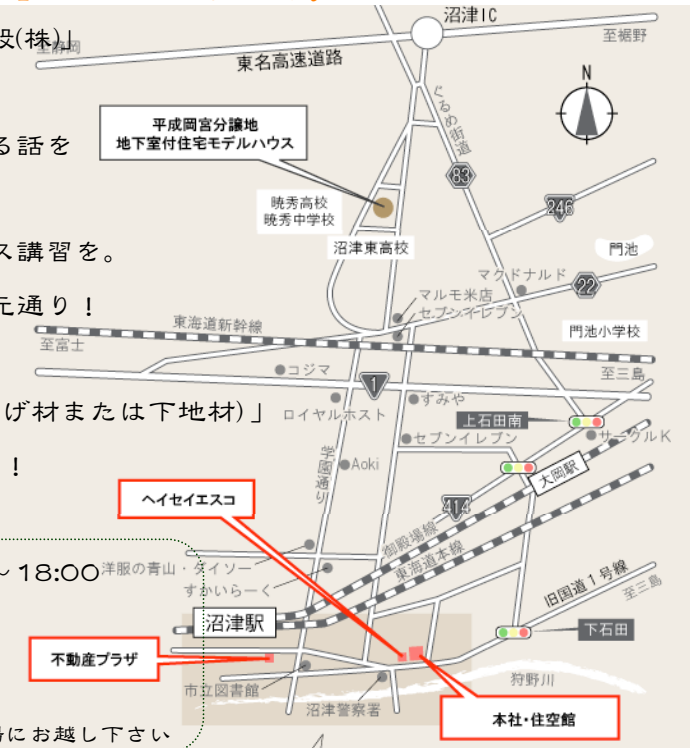 沼津IC
設(株)」
至静岡
至裾野
東名高速道路
N
ぐるめ街道
平成岡宮分譲地
地下室付住宅モデルハウス
る話を
83
暁秀高校
暁秀中学校
246
沼津東高校
門池
ス講習を。
マクドナルド
22
マルモ米店
元通り！
セブンイレブン
東海道新幹線
門池小学校
至富士
コジマ
至三島
1
げ材または下地材)」
ロイヤルホスト
すみや
上石田南
サークルK
セブンイレブン
学園通り
Aoki
！
大岡駅
ヘイセイエスコ
414
御殿場線
東海道本線
～18:00
洋服の青山・ダイソー
すかいらーく
旧国道1号線
至三島
沼津駅
下石田
不動産プラザ
市立図書館
狩野川
沼津警察署
本社・住空館
にお越し下さい